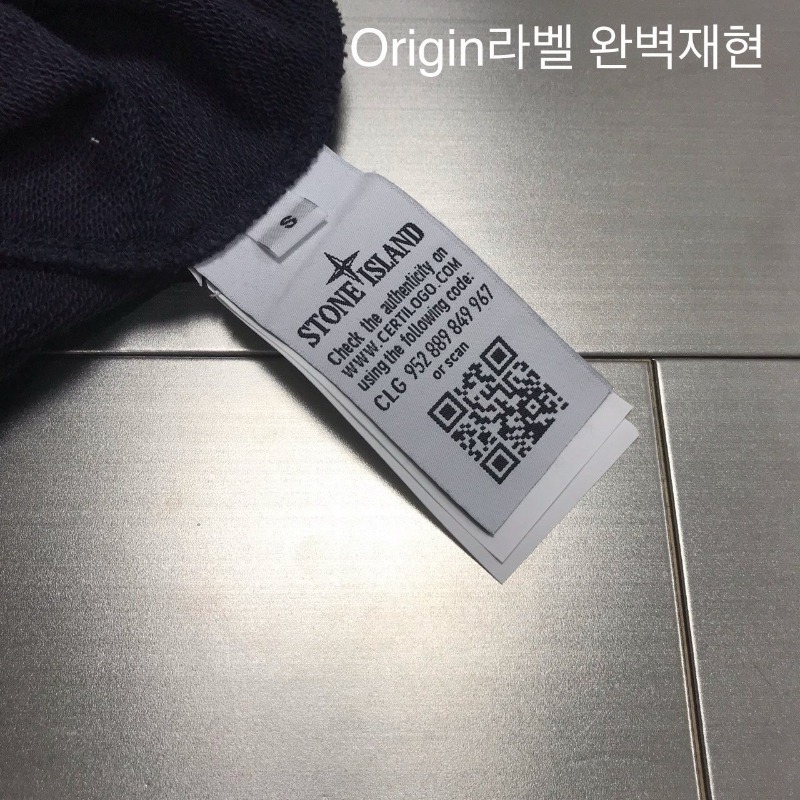 Origin라벨 완벽재현
S
STONE ISLAND
Check the authenticity on
WWW.CERTILOGO.COM
using the following code:
CLG 952 889 849 967
or scan